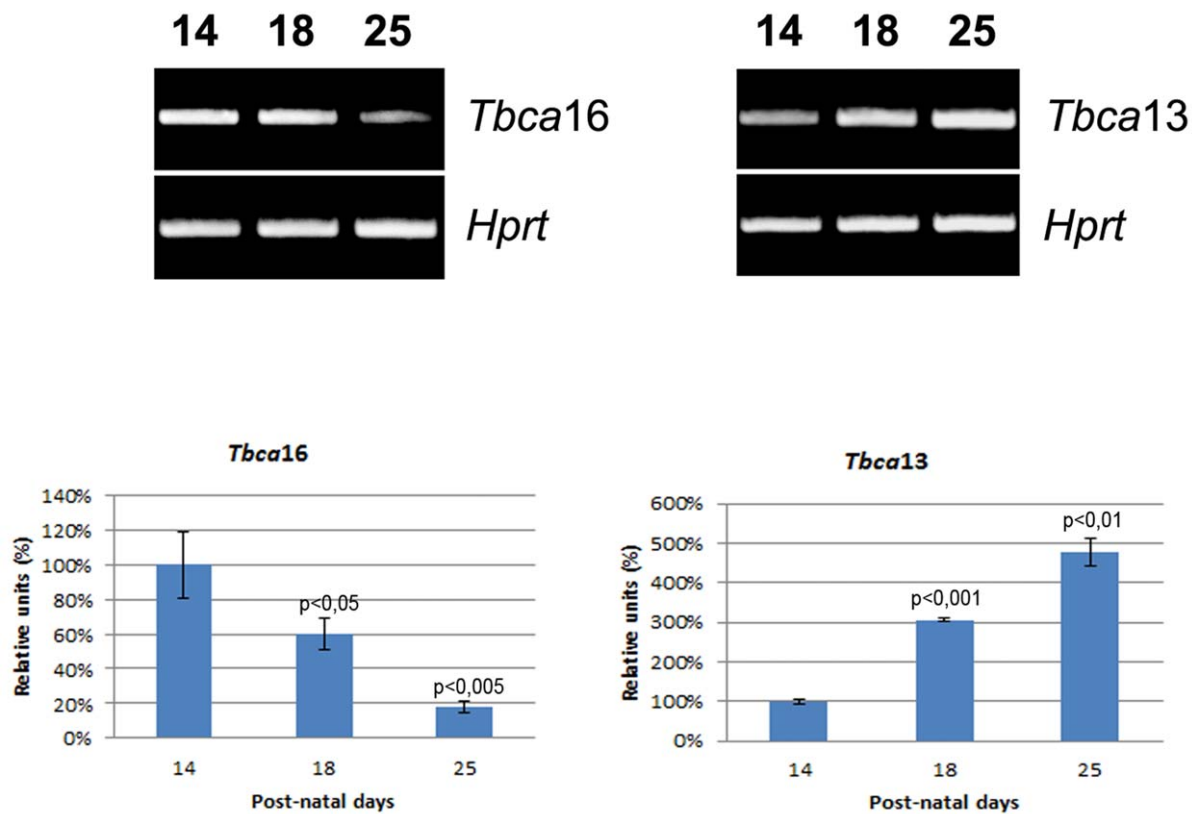 14 18 25
Tbca16
Hprt
14 18 25
Tbca13
Hprt
Tbca16
Relative units (%)
140%
120%
100%
80%
60%
40%
20%
0%
p<0,05
p<0,005
14 18 25
Post-natal days
Tbca13
Relative units (%)
600%
500%
400%
300%
200%
100%
0%
p<0,01
p<0,001
14 18 25
Post-natal days